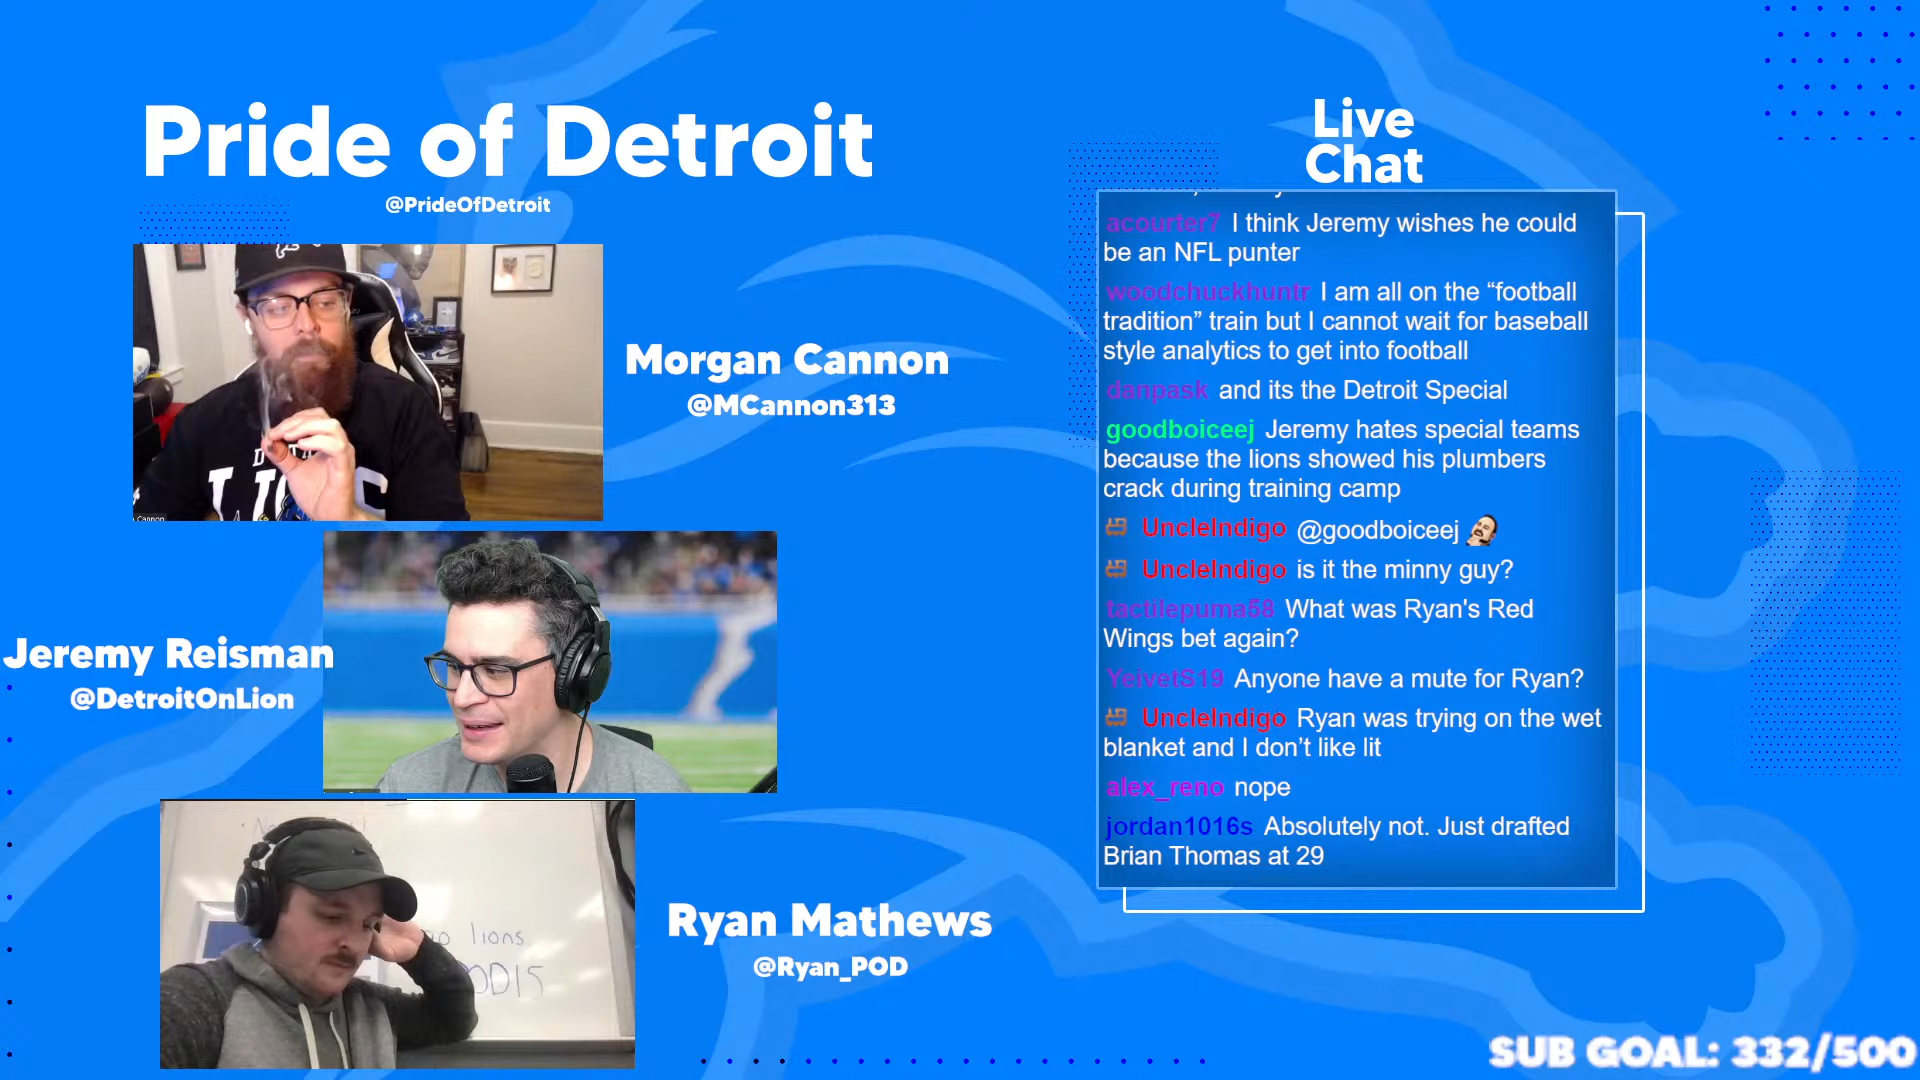 Pride of Detroit
@PrideOfDetroit
Morgan Cannon
@MCannon313
Cannon
Jeremy Reisman
@DetroitOnLion
Ryan Mathews
@Ryan_POD
lions
Live
Chat
acourter7 I think Jeremy wishes he could
be an NFL punter
woodchuckhuntr I am all on the “football
tradition” train but I cannot wait for baseball
style analytics to get into football
danpask and its the Detroit Special
goodboiceej Jeremy hates special teams
because the lions showed his plumbers
crack during training camp
UncleIndigo @goodboiceej
UncleIndigo is it the minny guy?
tactilepuma58 What was Ryan's Red
Wings bet again?
YeivetS19 Anyone have a mute for Ryan?
UncleIndigo Ryan was trying on the wet
blanket and I don’t like lit
alex_reno nope
jordan1016s Absolutely not. Just drafted
Brian Thomas at 29
SUB GOAL: 332/500